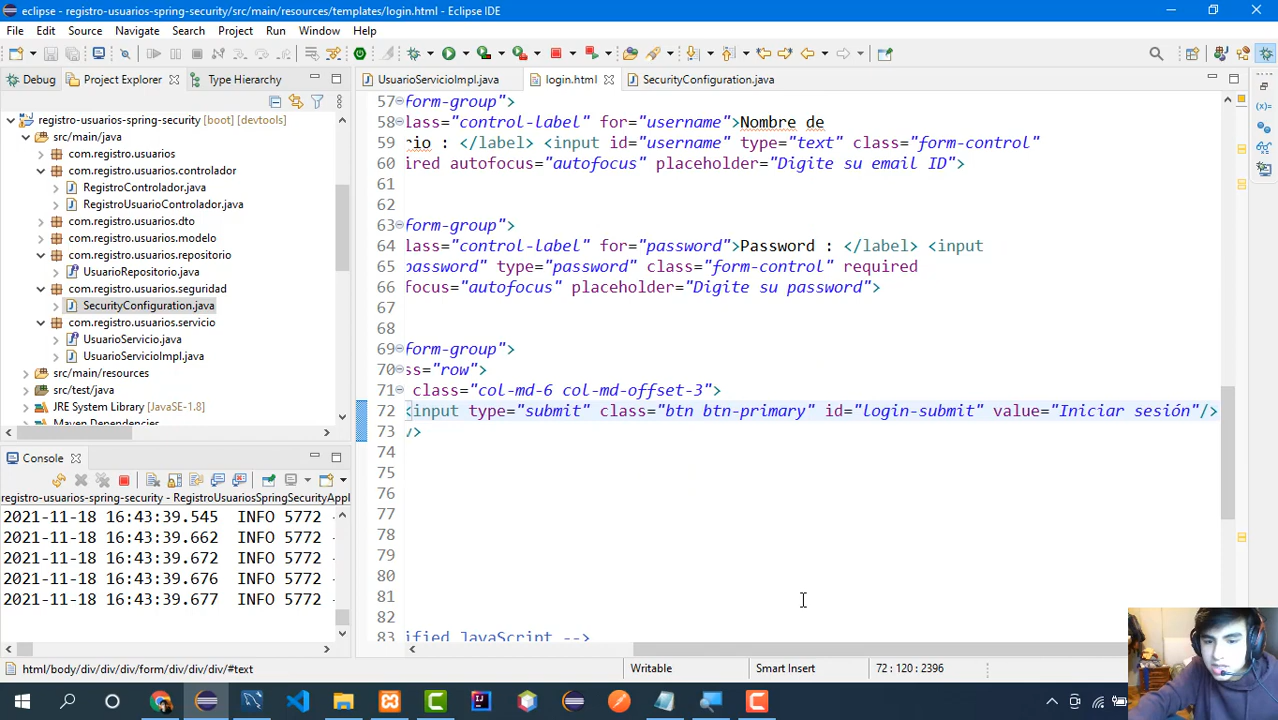 eclipse - registro-usuarios-spring-security/src/main/resources/templates/login.html - Eclipse IDE
File Edit Source Navigate Search Project Run Window Help
Debug Project Explorer Type Hierarchy
UsuarioServicioImpl.java login.html SecurityConfiguration.java
registro-usuarios-spring-security [boot] [devtools]
src/main/java
com.registro.usuarios
com.registro.usuarios.controlador
RegistroControlador.java
RegistroUsuarioControlador.java
com.registro.usuarios.dto
com.registro.usuarios.modelo
com.registro.usuarios.repositorio
UsuarioRepositorio.java
com.registro.usuarios.seguridad
SecurityConfiguration.java
com.registro.usuarios.servicio
UsuarioServicio.java
UsuarioServicioImpl.java
src/main/resources
src/test/java
JRE System Library [JavaSE-1.8]
Maven Dependencies
57 form-group">
58 lass="control-label" for="username">Nombre de
59 rio : </label> <input id="username" type="text" class="form-control"
60 ired autofocus="autofocus" placeholder="Digite su email ID">
61
62
63 form-group">
64 lass="control-label" for="password">Password : </label> <input
65 password" type="password" class="form-control" required
66 focus="autofocus" placeholder="Digite su password">
67
68
69 form-group">
70 ss="row">
71 class="col-md-6 col-md-offset-3">
72 <input type="submit" class="btn btn-primary" id="login-submit" value="Iniciar sesión"/>
73 />
74
75
76
77
78
79
80
81
82
83 ified JavaScript -->
Console
registro-usuarios-spring-security - RegistroUsuariosSpringSecurityAppl
2021-11-18 16:43:39.545 INFO 5772
2021-11-18 16:43:39.662 INFO 5772
2021-11-18 16:43:39.672 INFO 5772
2021-11-18 16:43:39.676 INFO 5772
2021-11-18 16:43:39.677 INFO 5772
html/body/div/div/div/form/div/div/div/#text Writable Smart Insert 72 : 120 : 2396